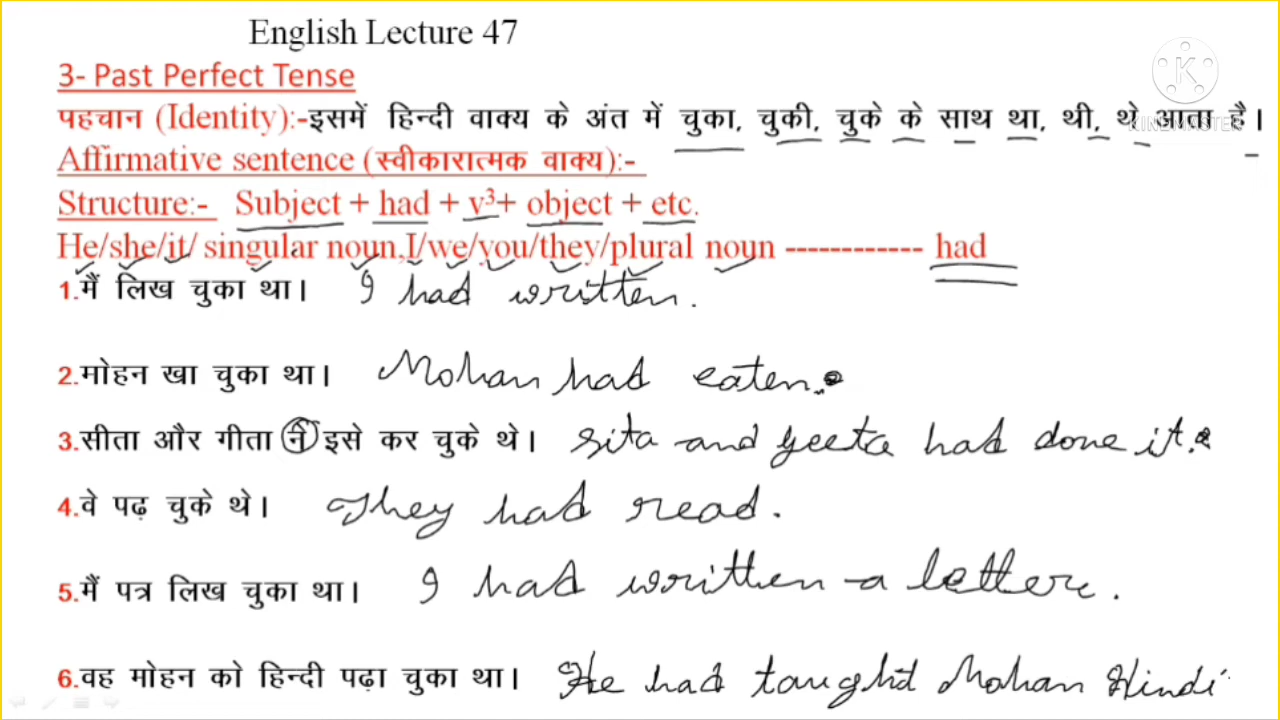 English Lecture 47
3- Past Perfect Tense
पहचान (Identity):-इसमें हिन्दी वाक्य के अंत में चुका, चुकी, चुके के साथ था, थी, थे आता है।
KINEMASTER
Affirmative sentence (स्वीकारात्मक वाक्य):-
Structure:- Subject + had + v³+ object + etc.
He/she/it/ singular noun,I/we/you/they/plural noun ------------ had
1.मैं लिख चुका था। I had written.
2.मोहन खा चुका था। Mohan had eaten.
3.सीता और गीता ने इसे कर चुके थे। Sita and Geeta had done it.
4.वे पढ़ चुके थे। They had read.
5.मैं पत्र लिख चुका था। I had written a letter.
6.वह मोहन को हिन्दी पढ़ा चुका था। He had taught Mohan Hindi